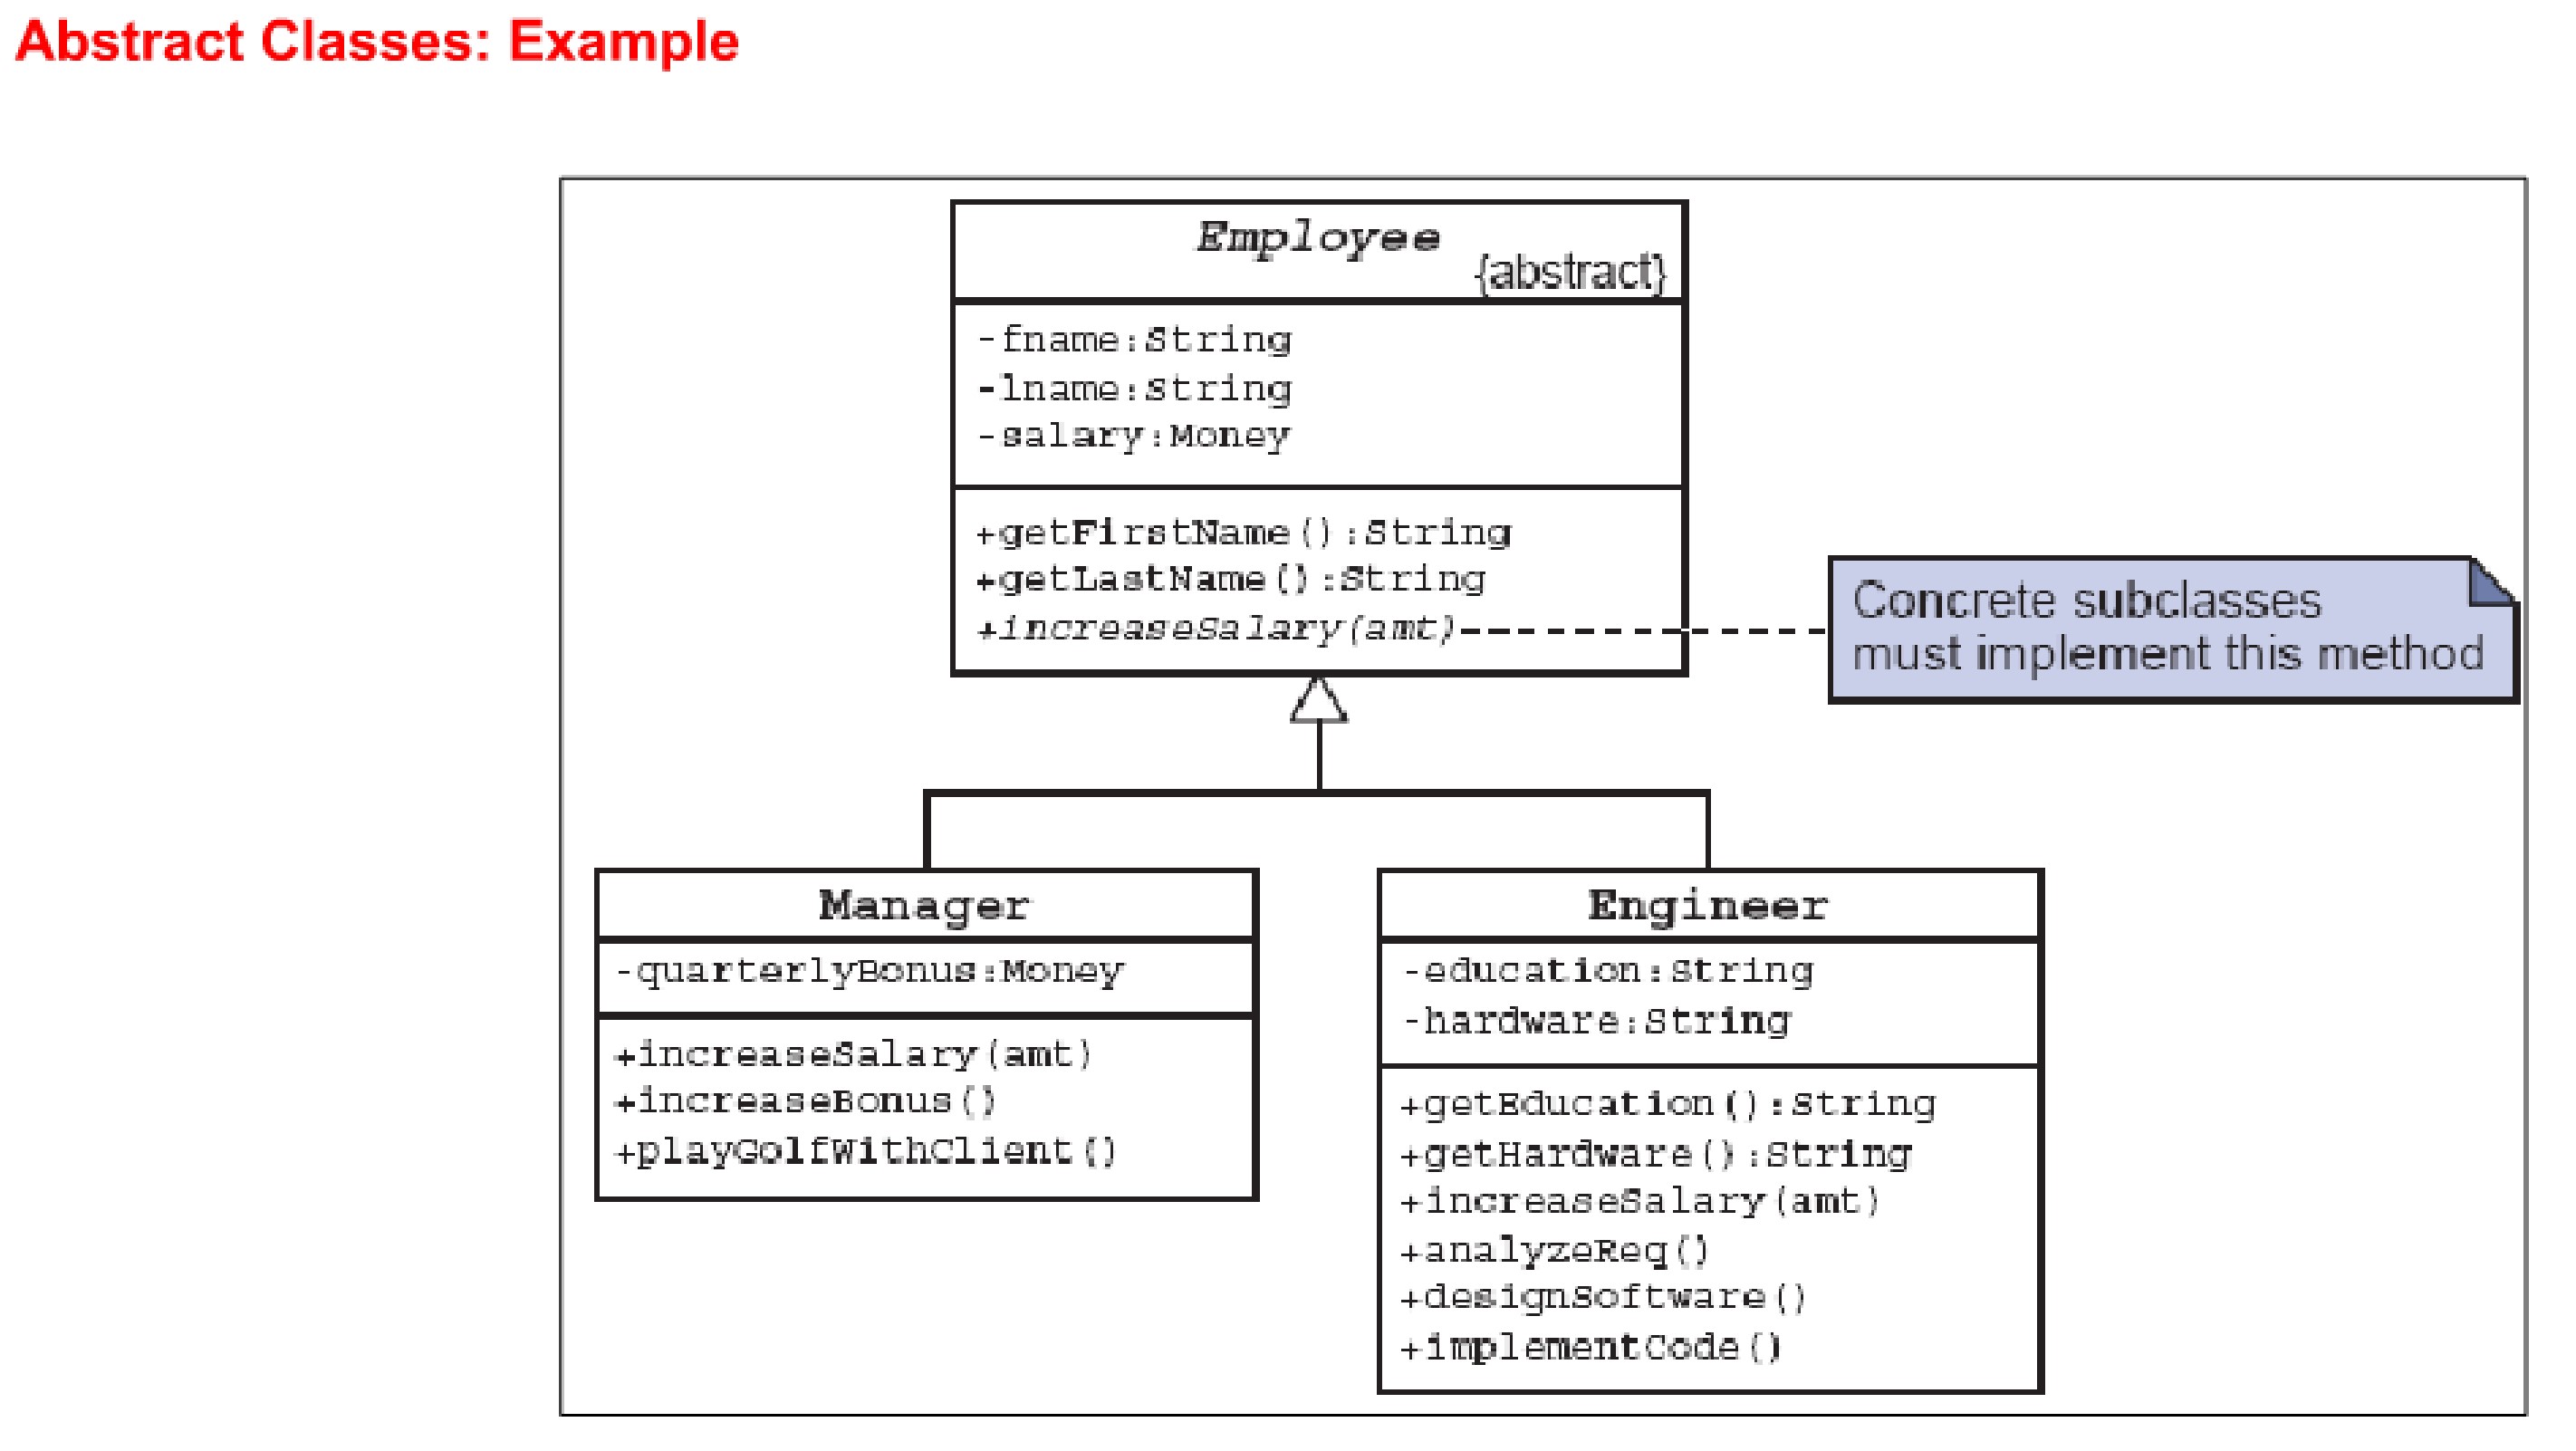 Abstract Classes: Example
Employee
{abstract}
-fname:String
-lname:String
-salary:Money
+getFirstName():String
+getLastName():String
+increaseSalary(amt)
Concrete subclasses
must implement this method
Manager
-quarterlyBonus:Money
+increaseSalary(amt)
+increaseBonus()
+playGolfWithClient()
Engineer
-education:String
-hardware:String
+getEducation():String
+getHardware():String
+increaseSalary(amt)
+analyzeReq()
+designSoftware()
+implementCode()